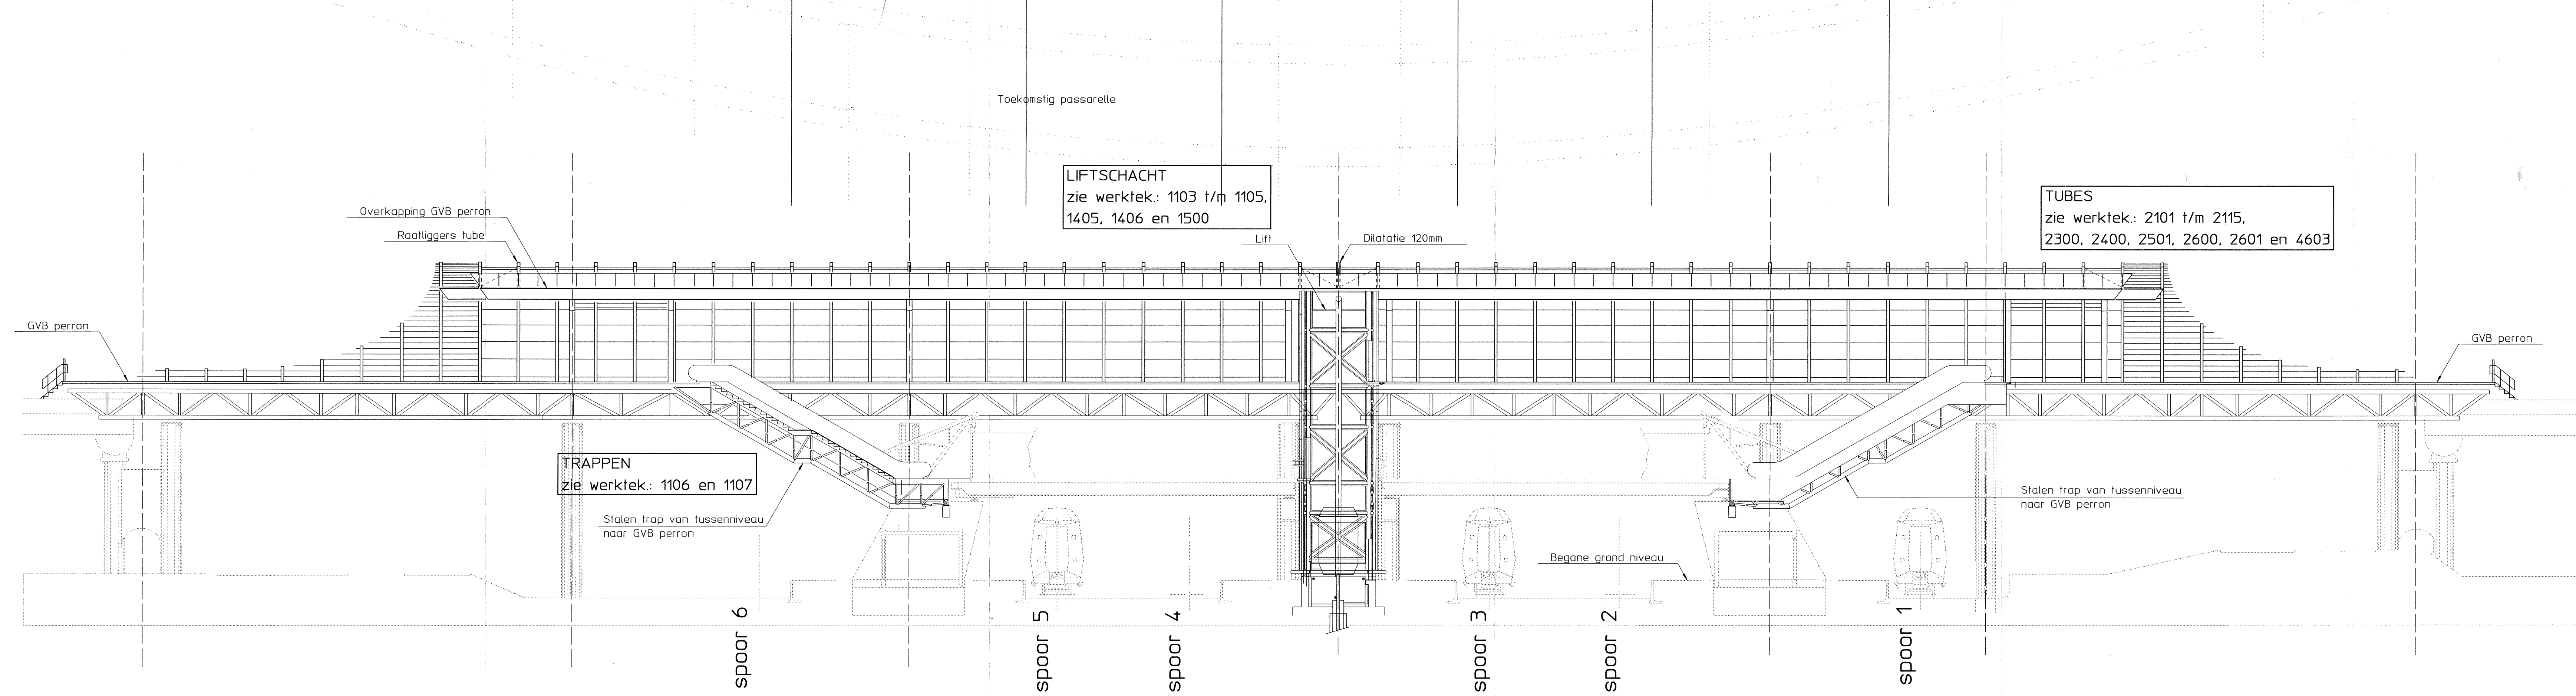 Toekomstig passarelle
LIFTSCHACHT
zie werktek.: 1103 t/m 1105,
1405, 1406 en 1500
TUBES
zie werktek.: 2101 t/m 2115,
2300, 2400, 2501, 2600, 2601 en 4603
Overkapping GVB perron
Raatliggers tube
Lift
Dilatatie 120mm
GVB perron
GVB perron
TRAPPEN
zie werktek.: 1106 en 1107
Stalen trap van tussenniveau
naar GVB perron
Stalen trap van tussenniveau
naar GVB perron
Begane grond niveau
spoor 6
spoor 5
spoor 4
spoor 3
spoor 2
spoor 1